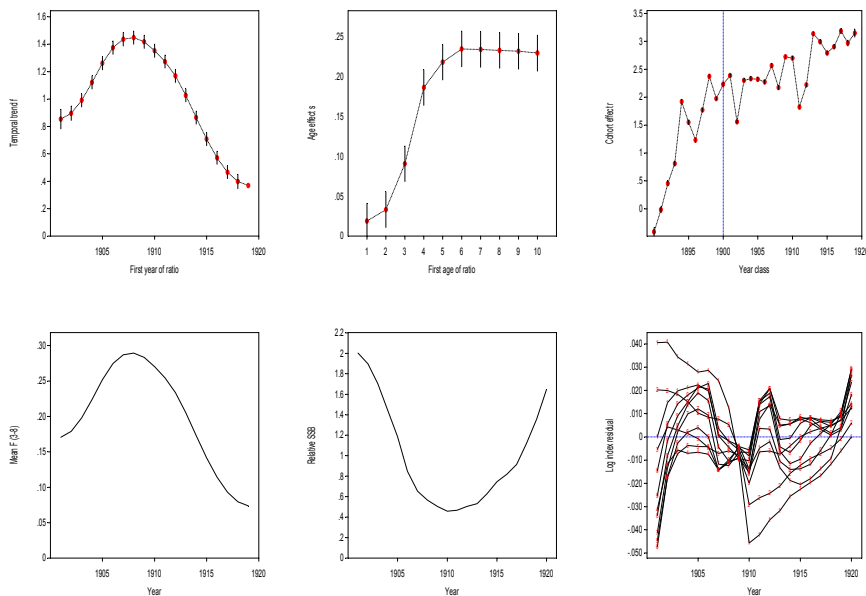 1.6
1.4
1.2
1
.8
.6
.4
.2
0
Temporal trend f
1905 1910 1915 1920
First year of ratio
.25
.20
.15
.10
.05
0
Age effect s
1 2 3 4 5 6 7 8 9 10
First age of ratio
3.5
3
2.5
2
1.5
1
.5
0
Cohort effect r
1895 1900 1905 1910 1915 1920
Year class
.30
.25
.20
.15
.10
.05
0
Mean F (3-8)
1905 1910 1915 1920
Year
2.2
2
1.8
1.6
1.4
1.2
1
.8
.6
.4
.2
0
Relative SSB
1905 1910 1915 1920
Year
.040
.030
.020
.010
0
-.010
-.020
-.030
-.040
-.050
Log index residual
1905 1910 1915 1920
Year